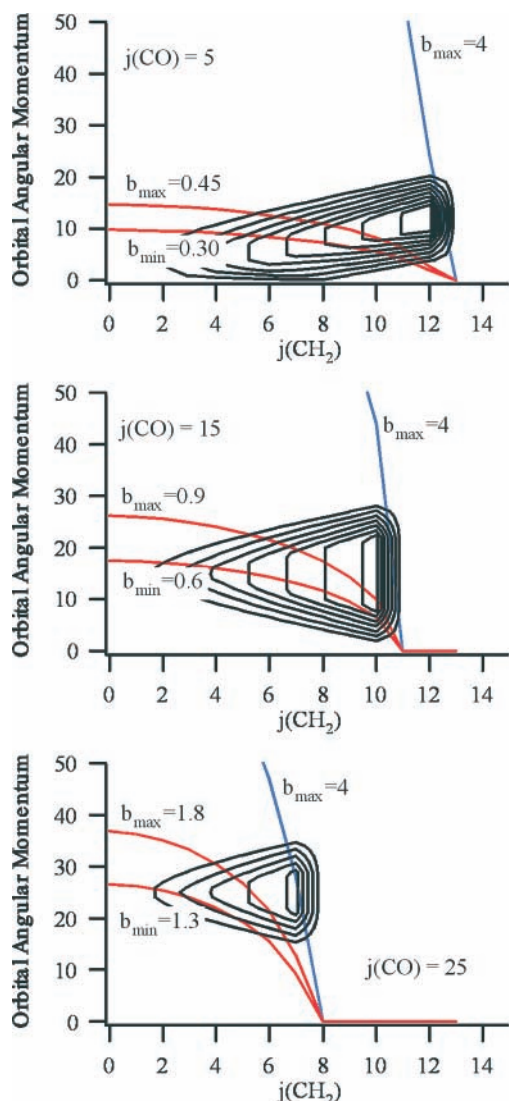 Orbital Angular Momentum
50
40
30
20
10
0
j(CO) = 5
b_max=4
b_max=0.45
b_min=0.30
0 2 4 6 8 10 12 14
j(CH₂)
Orbital Angular Momentum
50
40
30
20
10
0
j(CO) = 15
b_max=4
b_max=0.9
b_min=0.6
0 2 4 6 8 10 12 14
j(CH₂)
Orbital Angular Momentum
50
40
30
20
10
0
b_max=1.8
b_max=4
b_min=1.3
j(CO) = 25
0 2 4 6 8 10 12 14
j(CH₂)